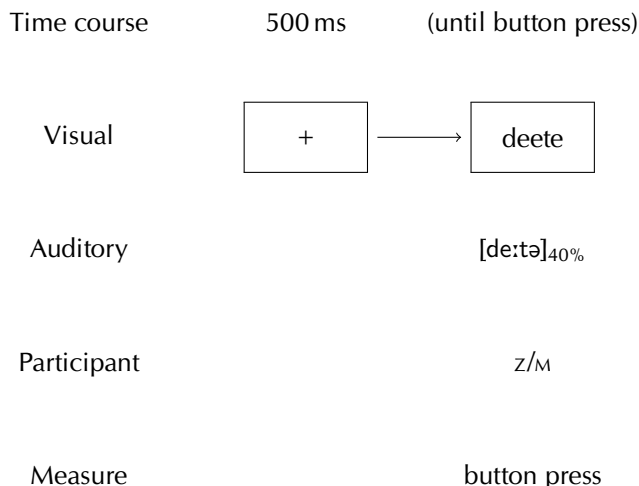 Time course 500 ms (until button press)
Visual + deete
Auditory [deːtə]40%
Participant Z/M
Measure button press